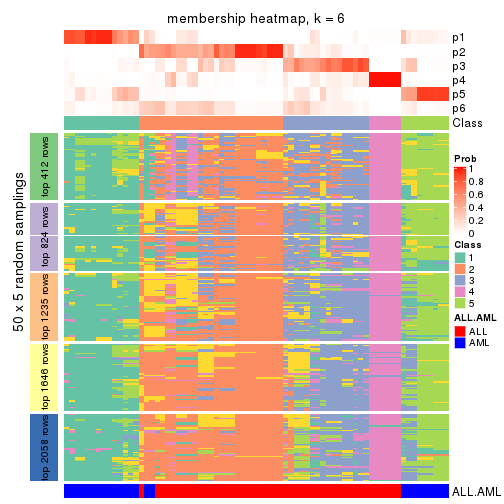 membership heatmap, k = 6
p1
p2
p3
p4
p5
p6
Class
50 x 5 random samplings
top 412 rows
top 824 rows
top 1235 rows
top 1646 rows
top 2058 rows
Prob
1
0.8
0.6
0.4
0.2
0
Class
1
2
3
4
5
ALL.AML
ALL
AML
ALL.AML